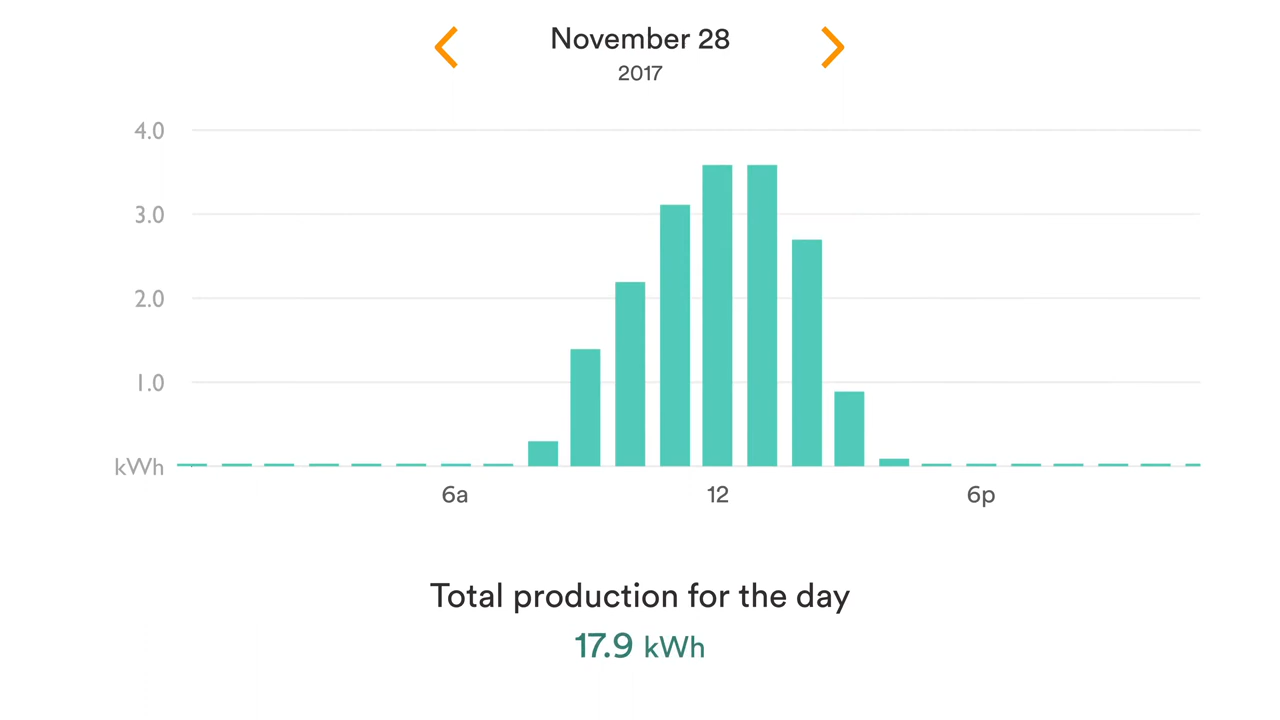 November 28
2017
4.0
3.0
2.0
1.0
kWh
6a 12 6p
Total production for the day
17.9 kWh